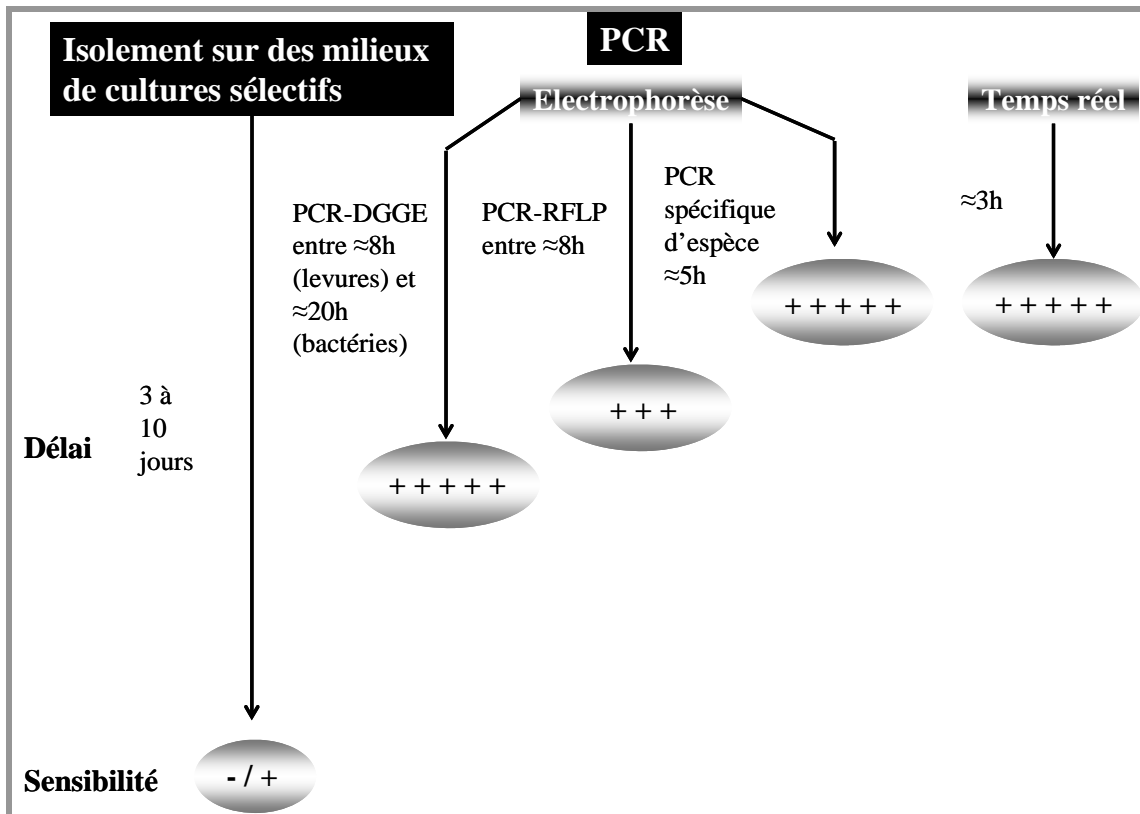 Isolement sur des milieux
de cultures sélectifs
PCR
Electrophorèse
Temps réel
PCR-DGGE
entre ≈8h
(levures) et
≈20h
(bactéries)
PCR-RFLP
entre ≈8h
PCR
spécifique
d'espèce
≈5h
≈3h
+ + + + +
+ + + + +
+ + +
+ + + + +
Délai
3 à
10
jours
Sensibilité
- / +